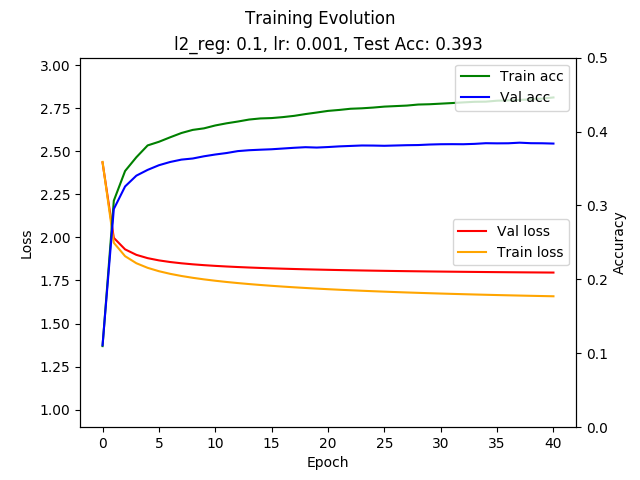 Training Evolution
l2_reg: 0.1, lr: 0.001, Test Acc: 0.393
Train acc
Val acc
Val loss
Train loss
Loss
3.00
2.75
2.50
2.25
2.00
1.75
1.50
1.25
1.00
0.5
0.4
0.3
0.2
0.1
0.0
Accuracy
0 5 10 15 20 25 30 35 40
Epoch